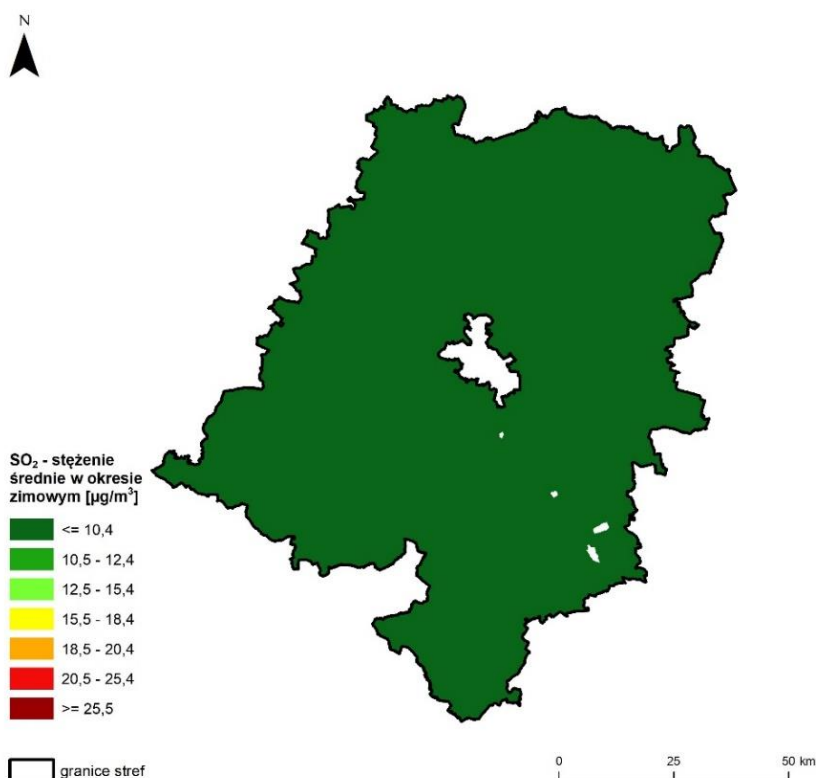 N
SO₂ - stężenie
średnie w okresie
zimowym [µg/m³]
<= 10,4
10,5 - 12,4
12,5 - 15,4
15,5 - 18,4
18,5 - 20,4
20,5 - 25,4
>= 25,5
granice stref
0 25 50 km